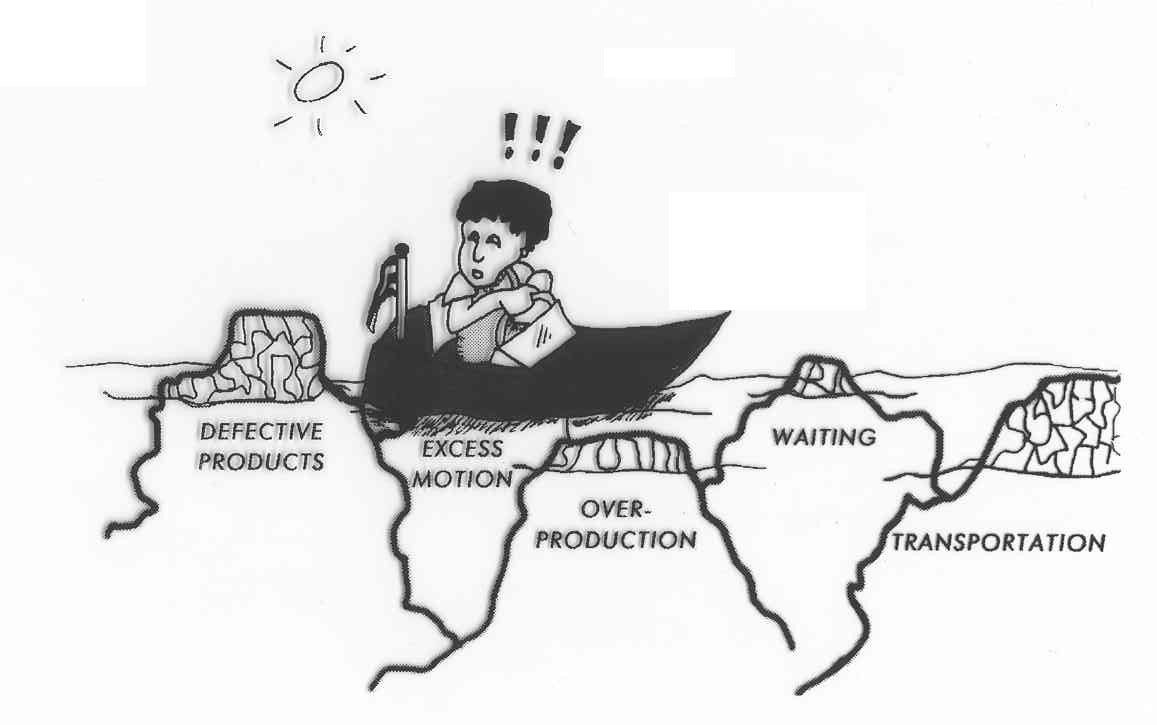 !!!
DEFECTIVE
PRODUCTS
EXCESS
MOTION
OVER-
PRODUCTION
WAITING
TRANSPORTATION